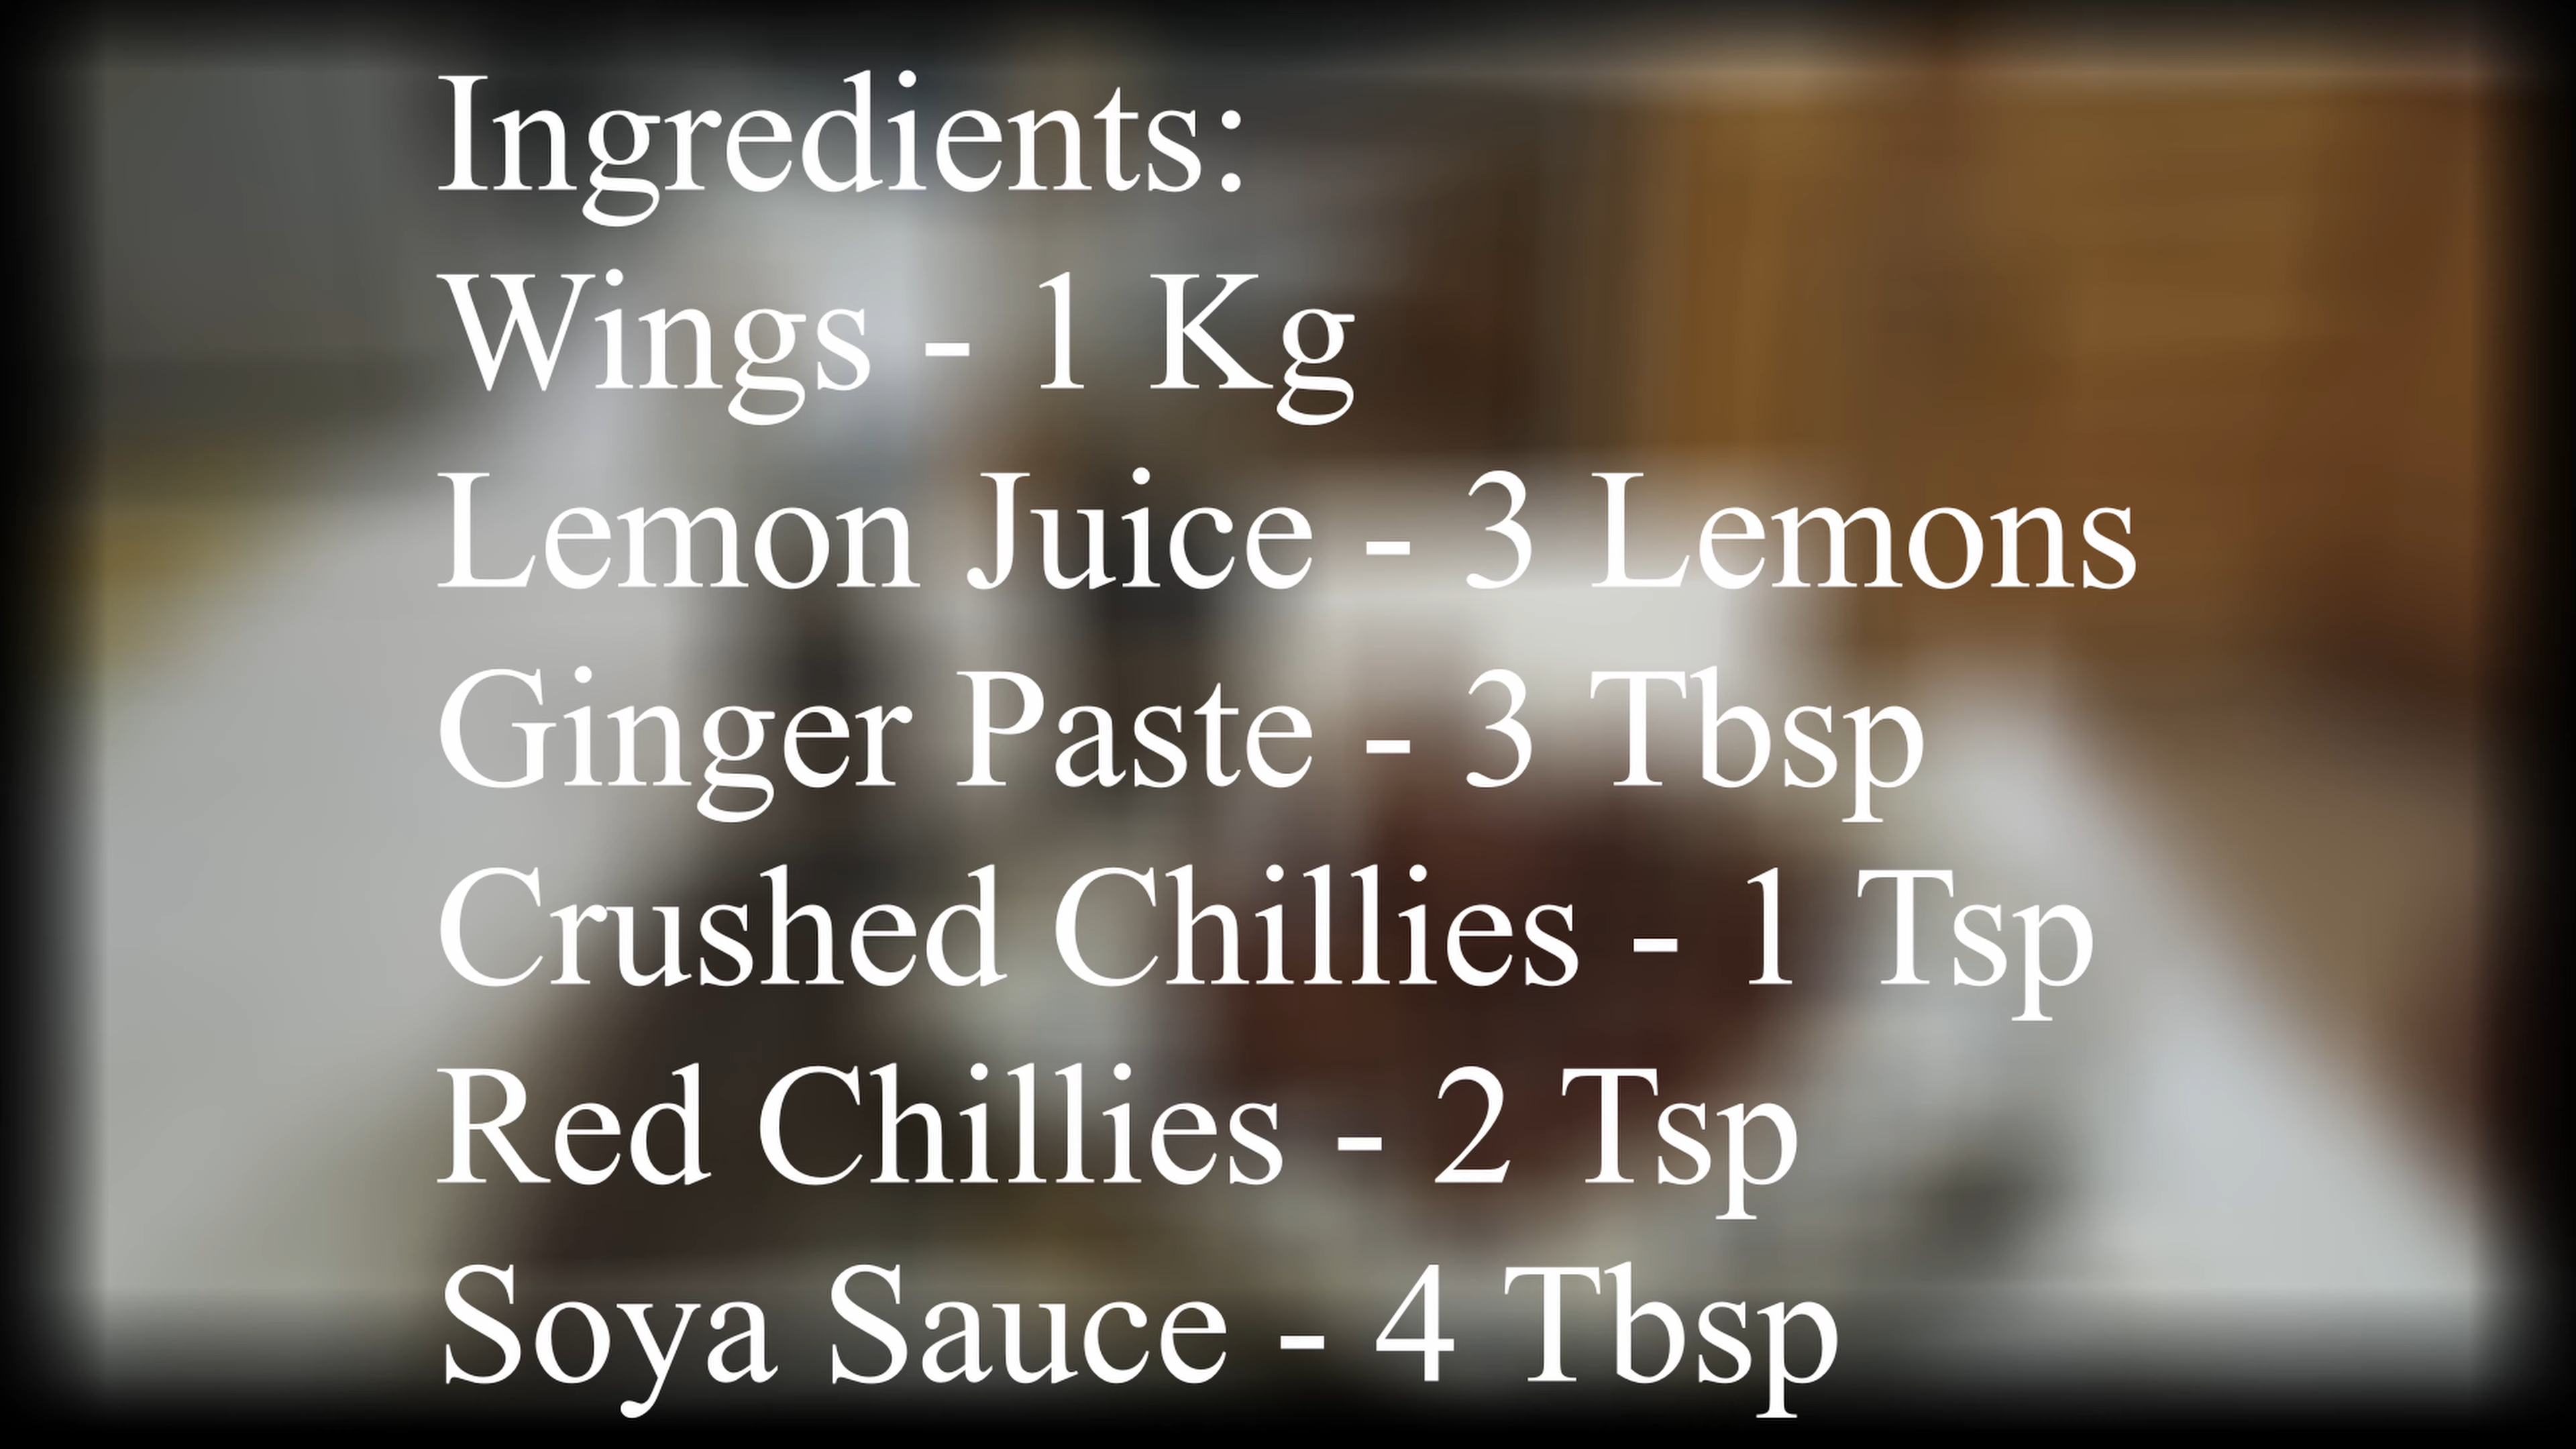 Ingredients:
Wings - 1 Kg
Lemon Juice - 3 Lemons
Ginger Paste - 3 Tbsp
Crushed Chillies - 1 Tsp
Red Chillies - 2 Tsp
Soya Sauce - 4 Tbsp